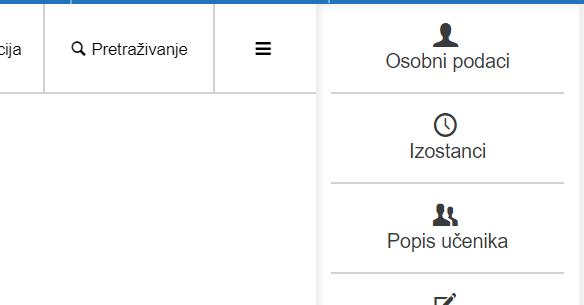 cija
Pretraživanje
Osobni podaci
Izostanci
Popis učenika